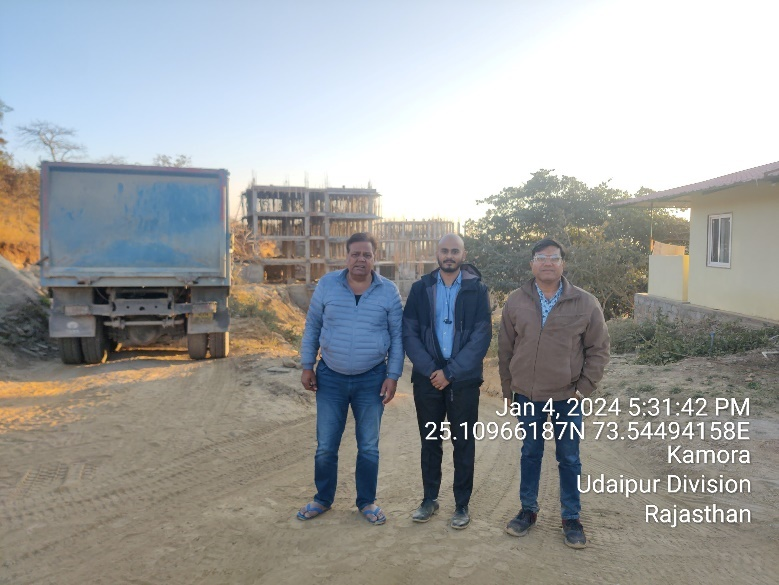 Jan 4, 2024 5:31:42 PM
25.10966187N 73.54494158E
Kamora
Udaipur Division
Rajasthan